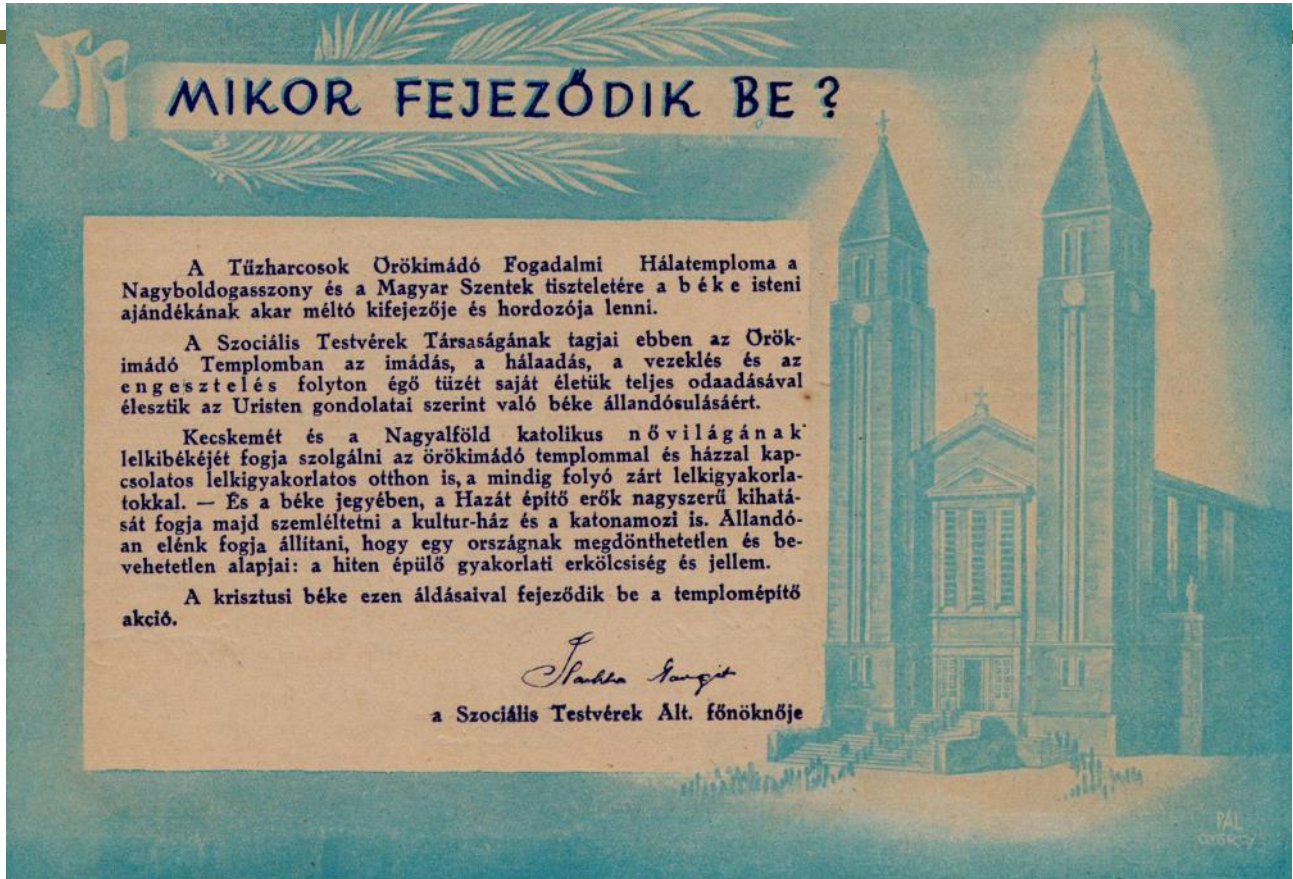 MIKOR FEJEZŐDIK BE?
A Tűzharcosok Örökimádó Fogadalmi Hálatemploma a
Nagyboldogasszony és a Magyar Szentek tiszteletére a béke isteni
ajándékának akar méltó kifejezője és hordozója lenni.
A Szociális Testvérek Társaságának tagjai ebben az Örök-
imádó Templomban az imádás, a hálaadás, a vezeklés és az
engesztelés folyton égő tüzét saját életük teljes odaadásával
élesztik az Uristen gondolatai szerint való béke állandósulásáért.
Kecskemét és a Nagyalföld katolikus nővilágának
lelkibékéjét fogja szolgálni az örökimádó templommal és házzal kap-
csolatos lelkigyakorlatos otthon is, a mindig folyó zárt lelkigyakorla-
tokkal. — És a béke jegyében, a Hazát építő erők nagyszerű kihatá-
sát fogja majd szemléltetni a kultur-ház és a katonamozi is. Állandó-
an elénk fogja állítani, hogy egy országnak megdönthetetlen és be-
vehetetlen alapjai: a hiten épülő gyakorlati erkölcsiség és jellem.
A krisztusi béke ezen áldásaival fejeződik be a templomépítő
akció.
Slachta Margit
a Szociális Testvérek Ált. főnöknője
PÁL
GYÖRGY